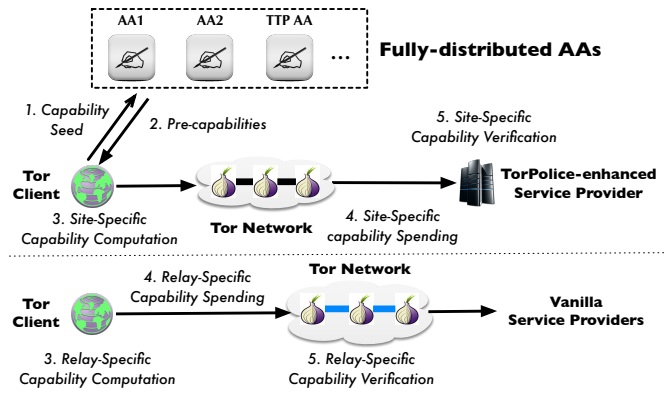 AA1 AA2 TTP AA
...
Fully-distributed AAs
1. Capability
Seed
2. Pre-capabilities
5. Site-Specific
Capability Verification
Tor
Client
TorPolice-enhanced
Service Provider
3. Site-Specific
Capability Computation
Tor Network
4. Site-Specific
capability Spending
Tor Network
4. Relay-Specific
Capability Spending
Tor
Client
Vanilla
Service Providers
3. Relay-Specific
Capability Computation
5. Relay-Specific
Capability Verification